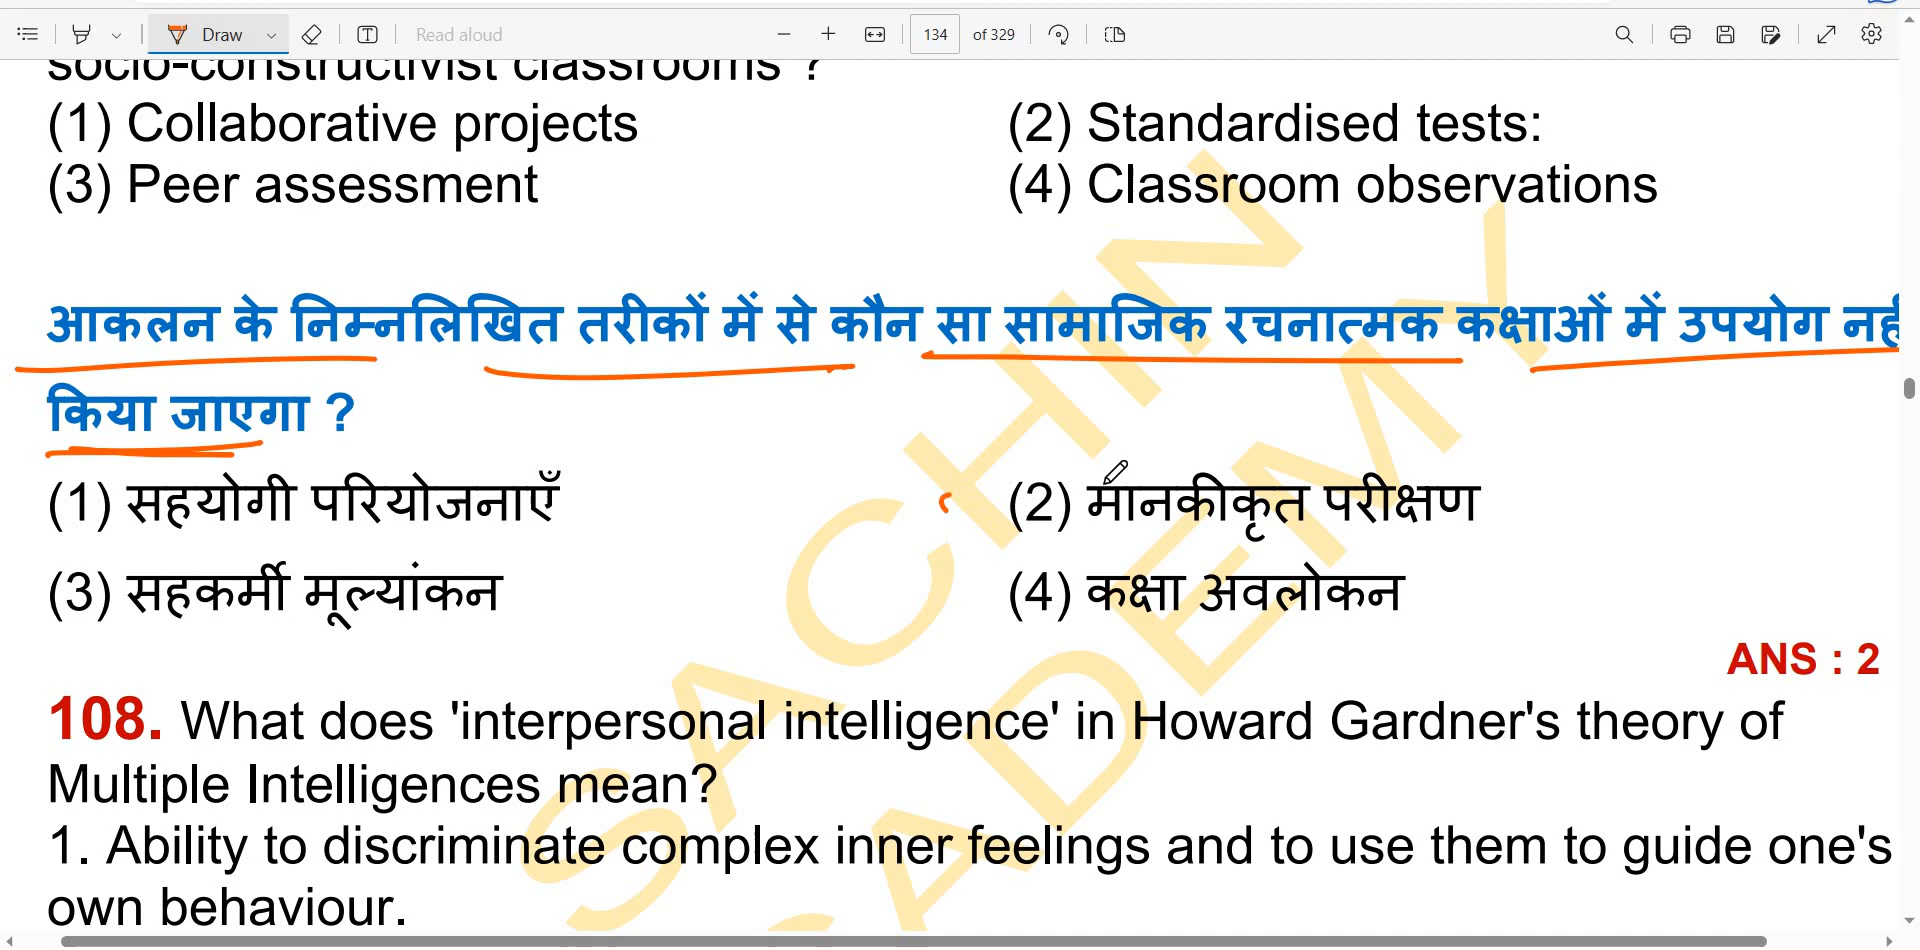 Draw
Read aloud
134 of 329
socio-constructivist classrooms ?
(1) Collaborative projects (2) Standardised tests:
(3) Peer assessment (4) Classroom observations
आकलन के निम्नलिखित तरीकों में से कौन सा सामाजिक रचनात्मक कक्षाओं में उपयोग
किया जाएगा ?
(1) सहयोगी परियोजनाएँ (2) मानकीकृत परीक्षण
(3) सहकर्मी मूल्यांकन (4) कक्षा अवलोकन
ANS : 2
108. What does 'interpersonal intelligence' in Howard Gardner's theory of
Multiple Intelligences mean?
1. Ability to discriminate complex inner feelings and to use them to guide one's
own behaviour.
SACHIN
ACADEMY